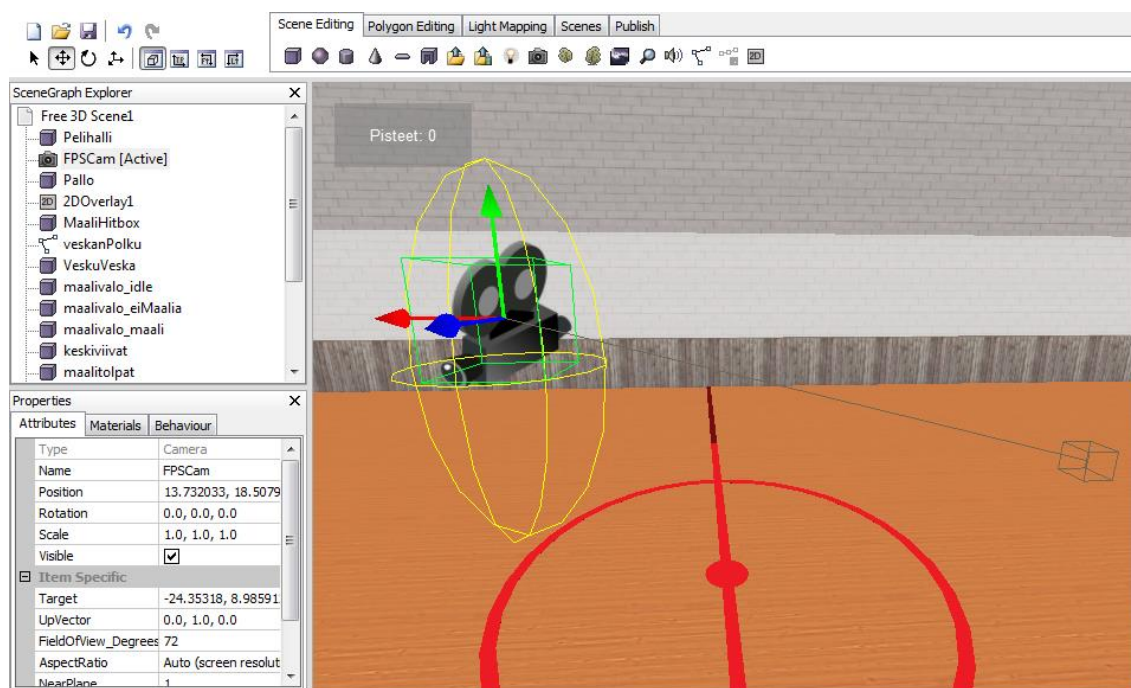 Scene Editing Polygon Editing Light Mapping Scenes Publish
2D
SceneGraph Explorer X
Free 3D Scene1
Pelihalli
FPSCam [Active]
Pallo
2D 2DOverlay1
MaaliHitbox
veskanPolku
VeskuVeska
maalivalo_idle
maalivalo_eiMaalia
maalivalo_maali
keskiviivat
maalitolpat
Properties X
Attributes Materials Behaviour
Type Camera
Name FPSCam
Position 13.732033, 18.5079
Rotation 0.0, 0.0, 0.0
Scale 1.0, 1.0, 1.0
Visible
Item Specific
Target -24.35318, 8.98591
UpVector 0.0, 1.0, 0.0
FieldOfView_Degrees 72
AspectRatio Auto (screen resolut
NearPlane 1
Pisteet: 0